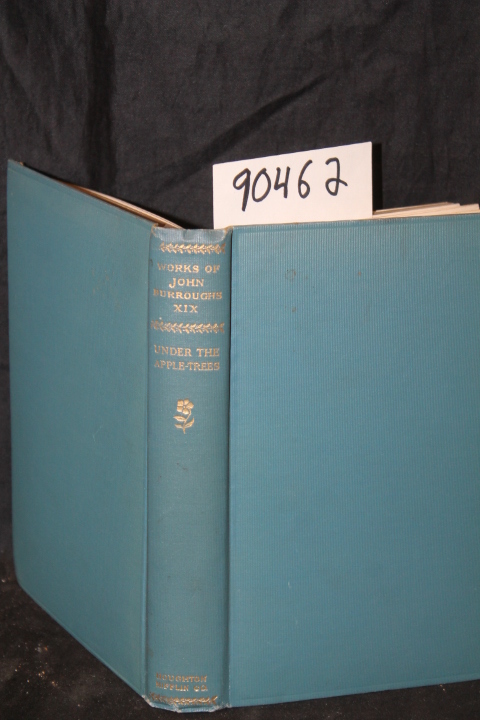 90462
WORKS OF
JOHN
BURROUGHS
XIX
UNDER THE
APPLE-TREES
HOUGHTON
MIFFLIN CO.